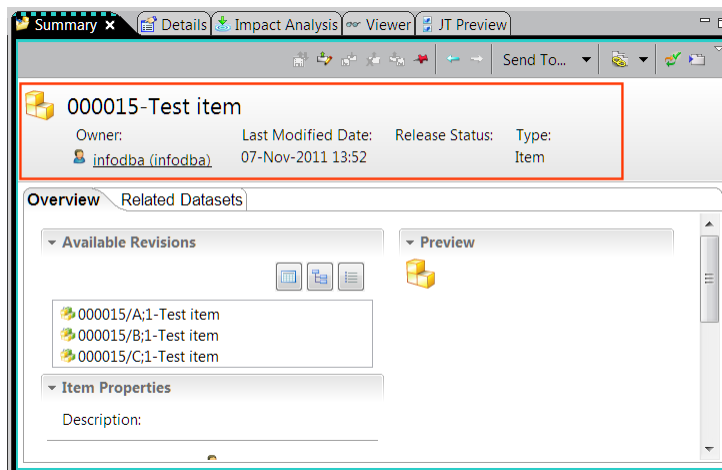 Summary Details Impact Analysis Viewer JT Preview
Send To...
000015-Test item
Owner: Last Modified Date: Release Status: Type:
infodba (infodba) 07-Nov-2011 13:52 Item
Overview Related Datasets
Available Revisions Preview
000015/A;1-Test item
000015/B;1-Test item
000015/C;1-Test item
Item Properties
Description: